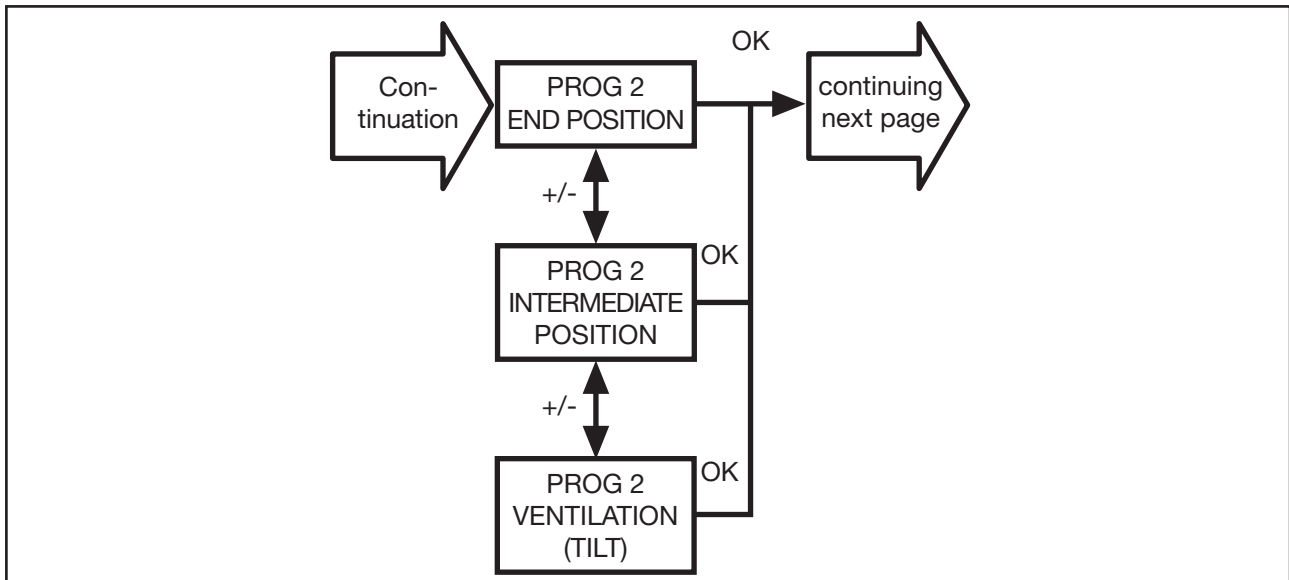 OK
Con-
tinuation
PROG 2
END POSITION
continuing
next page
+/-
PROG 2
INTERMEDIATE
POSITION
OK
+/-
PROG 2
VENTILATION
(TILT)
OK